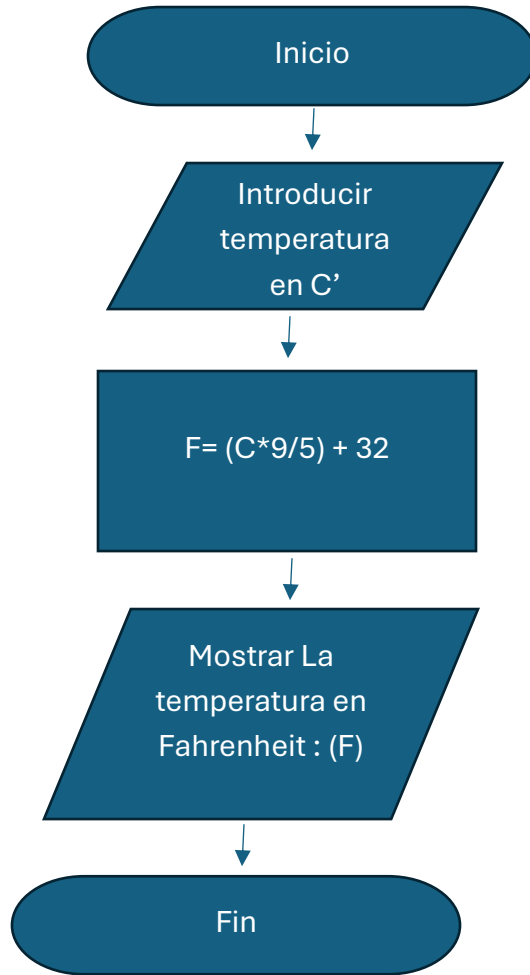 Inicio
Introducir
temperatura
en C’
F= (C*9/5) + 32
Mostrar La
temperatura en
Fahrenheit : (F)
Fin